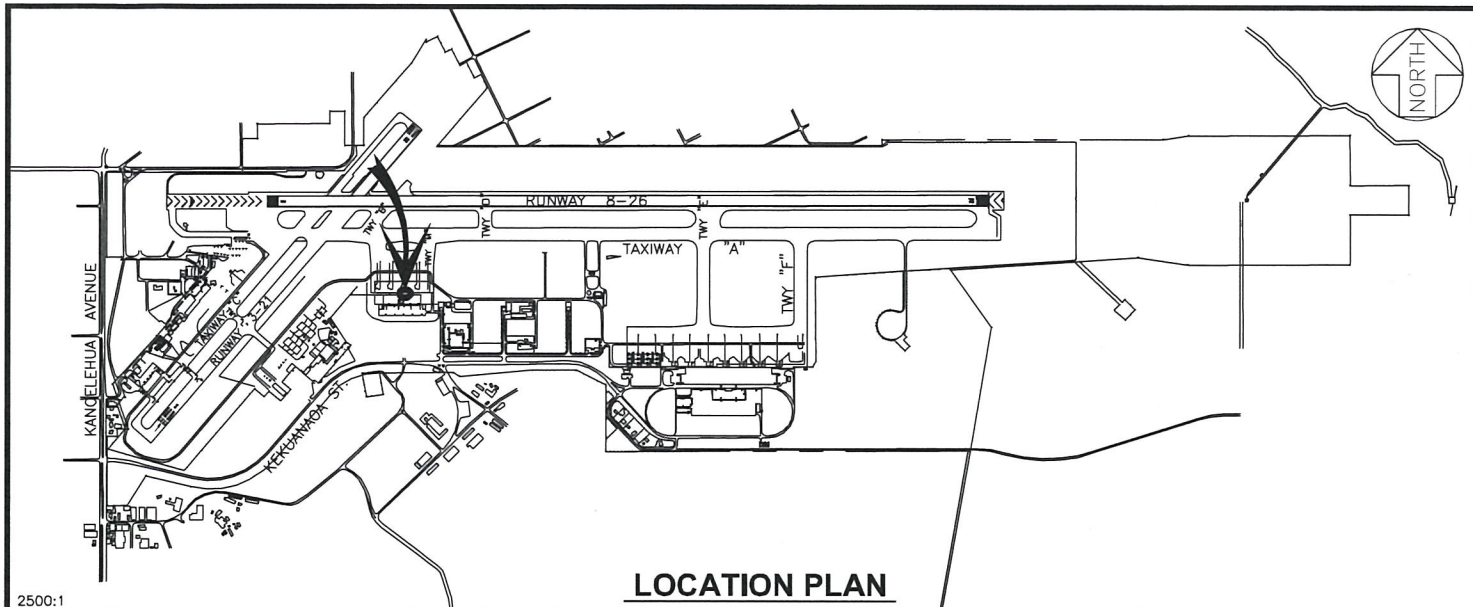 NORTH
RUNWAY 8-26
TWY "B"
TWY "D"
TWY "E"
TAXIWAY "A"
TWY "F"
KANOELEHUA AVENUE
TAXIWAY C
RUNWAY 3-21
KEKUANAOA ST.
LOCATION PLAN
2500:1